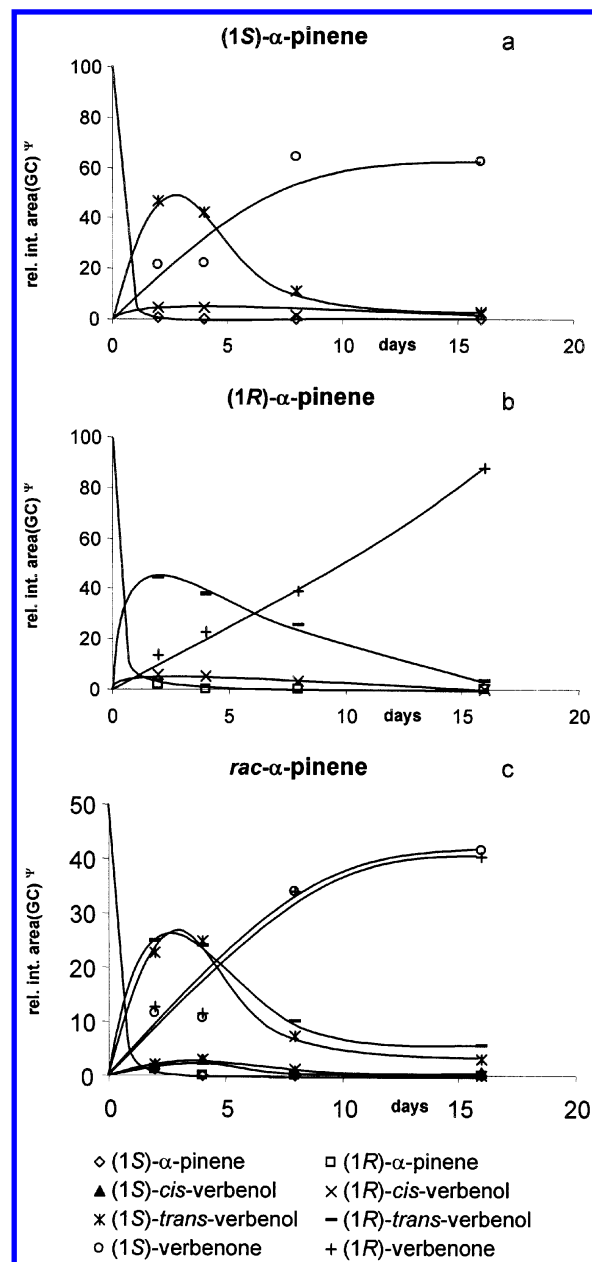 (1S)-α-pinene a
100
80
60
40
20
0
rel. int. area(GC) Ψ
0 5 10 days 15 20
(1R)-α-pinene b
100
80
60
40
20
0
rel. int. area(GC) Ψ
0 5 10 days 15 20
rac-α-pinene c
50
40
30
20
10
0
rel. int. area(GC) Ψ
0 5 10 days 15 20
(1S)-α-pinene (1R)-α-pinene
(1S)-cis-verbenol (1R)-cis-verbenol
(1S)-trans-verbenol (1R)-trans-verbenol
(1S)-verbenone (1R)-verbenone